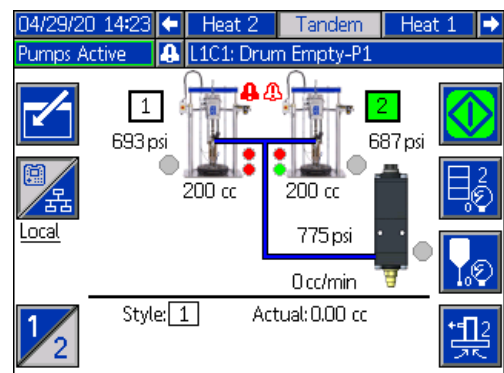 04/29/20 14:23 Heat 2 Tandem Heat 1
Pumps Active L1C1: Drum Empty-P1
1 2
693 psi 687 psi
2
200 cc 200 cc
Local 775 psi
0 cc/min
Style: 1 Actual: 0.00 cc
1 2
2